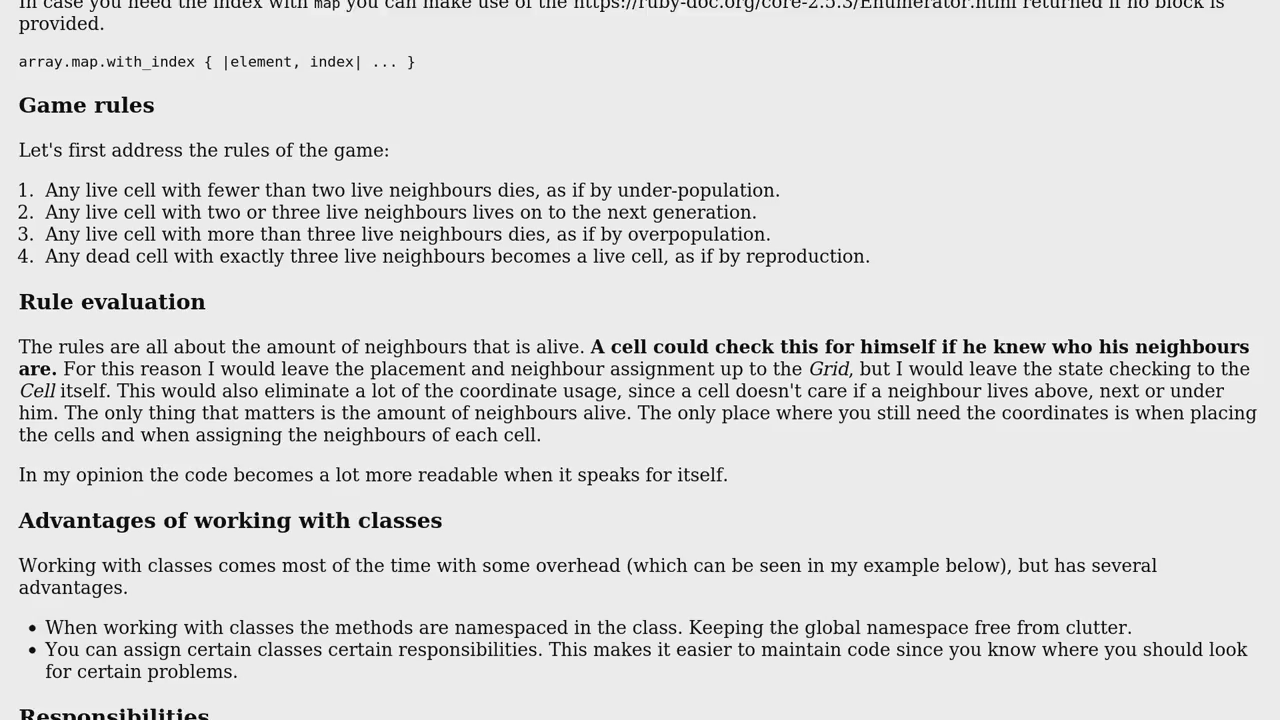 In case you need the index with map you can make use of the https://ruby-doc.org/core-2.5.3/Enumerator.html returned if no block is
provided.
array.map.with_index { |element, index| ... }
Game rules
Let's first address the rules of the game:
1. Any live cell with fewer than two live neighbours dies, as if by under-population.
2. Any live cell with two or three live neighbours lives on to the next generation.
3. Any live cell with more than three live neighbours dies, as if by overpopulation.
4. Any dead cell with exactly three live neighbours becomes a live cell, as if by reproduction.
Rule evaluation
The rules are all about the amount of neighbours that is alive. A cell could check this for himself if he knew who his neighbours
are. For this reason I would leave the placement and neighbour assignment up to the Grid, but I would leave the state checking to the
Cell itself. This would also eliminate a lot of the coordinate usage, since a cell doesn't care if a neighbour lives above, next or under
him. The only thing that matters is the amount of neighbours alive. The only place where you still need the coordinates is when placing
the cells and when assigning the neighbours of each cell.
In my opinion the code becomes a lot more readable when it speaks for itself.
Advantages of working with classes
Working with classes comes most of the time with some overhead (which can be seen in my example below), but has several
advantages.
• When working with classes the methods are namespaced in the class. Keeping the global namespace free from clutter.
• You can assign certain classes certain responsibilities. This makes it easier to maintain code since you know where you should look
for certain problems.
Responsibilities